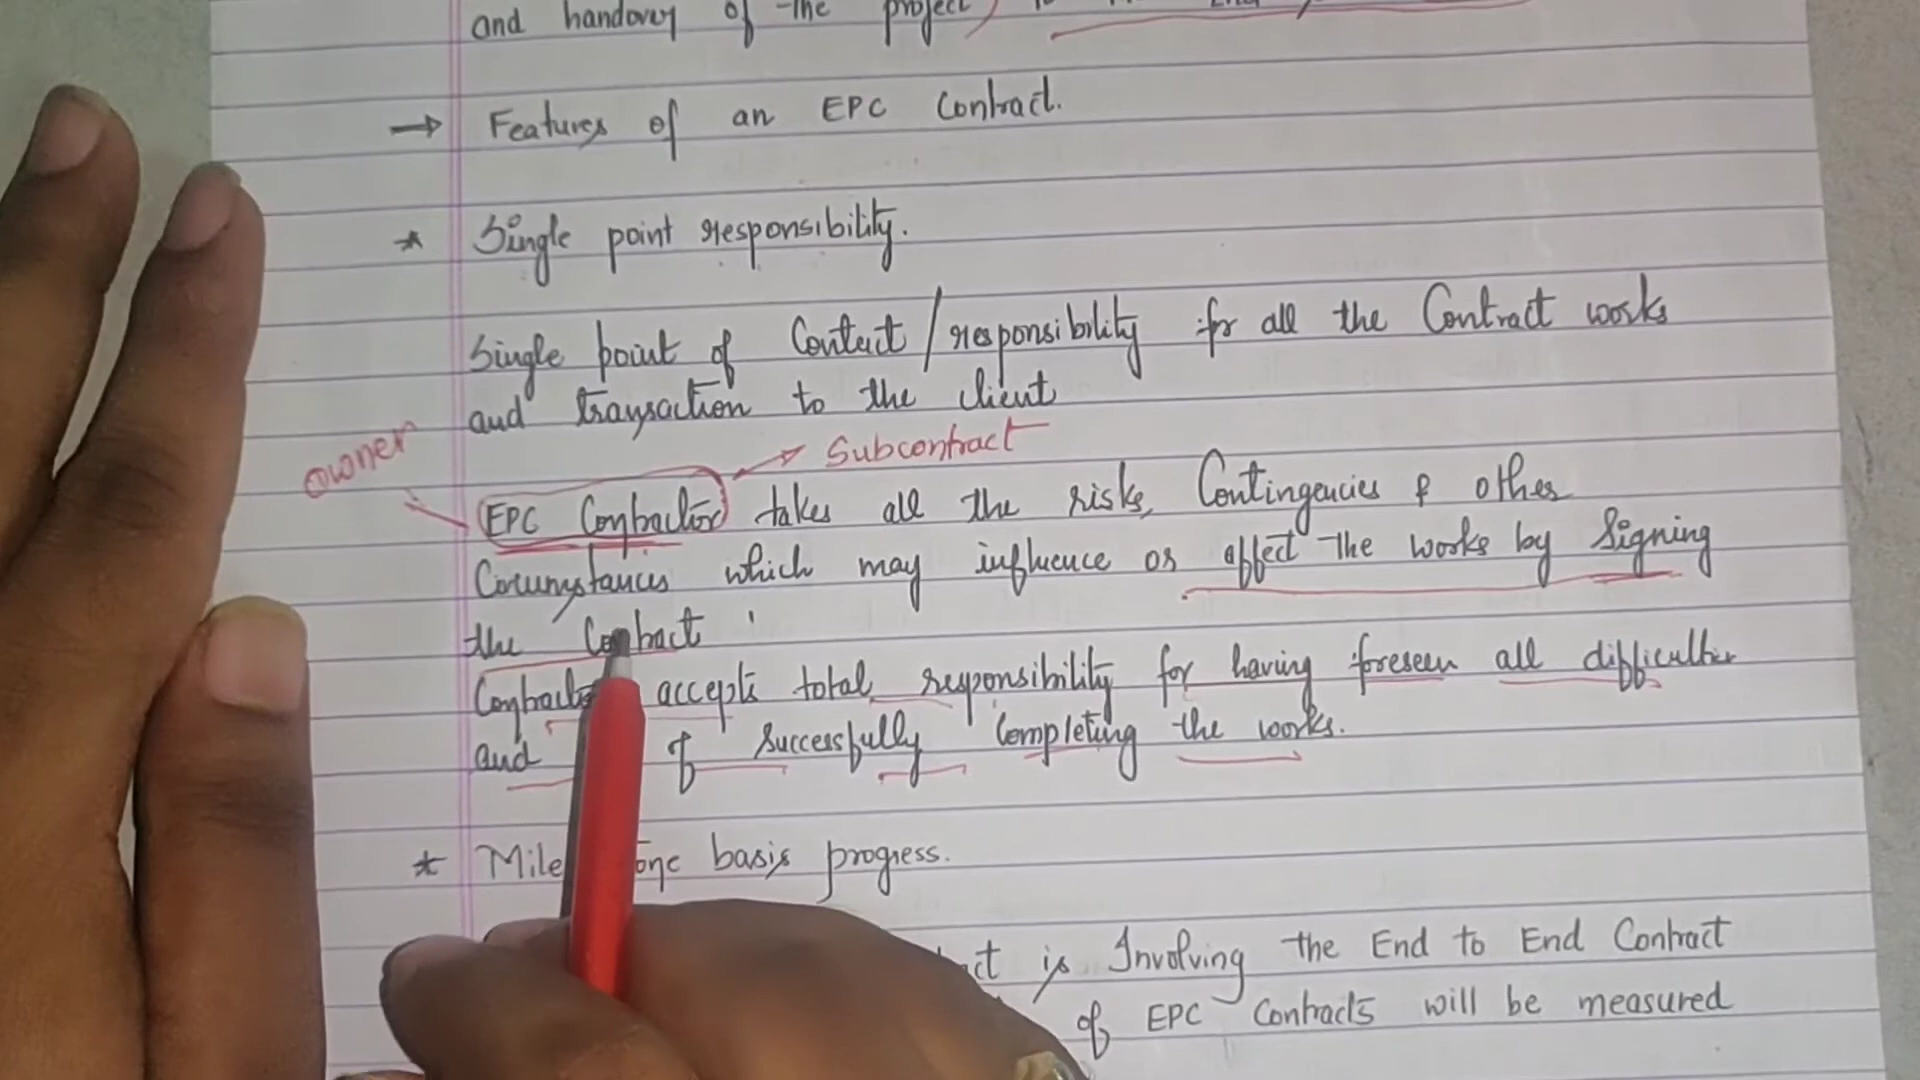 and handover of the project
→ Features of an EPC Contract.
* Single point responsibility.
Single point of Contact / responsibility for all the Contract works
and transaction to the client
owner
Subcontract
EPC Contractor takes all the risks, Contingencies & other
Circumstances which may influence or affect the works by Signing
the Contract
accepts total responsibility for having foreseen all difficulties
and of successfully Completing the works.
* basis progress.
is Involving the End to End Contract
of EPC Contracts will be measured